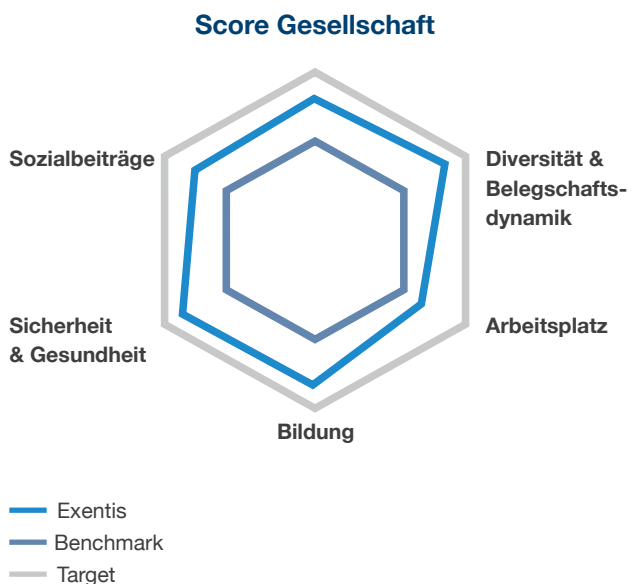 Score Gesellschaft
Sozialbeiträge
Diversität &
Belegschafts-
dynamik
Sicherheit
& Gesundheit
Arbeitsplatz
Bildung
Exentis
Benchmark
Target